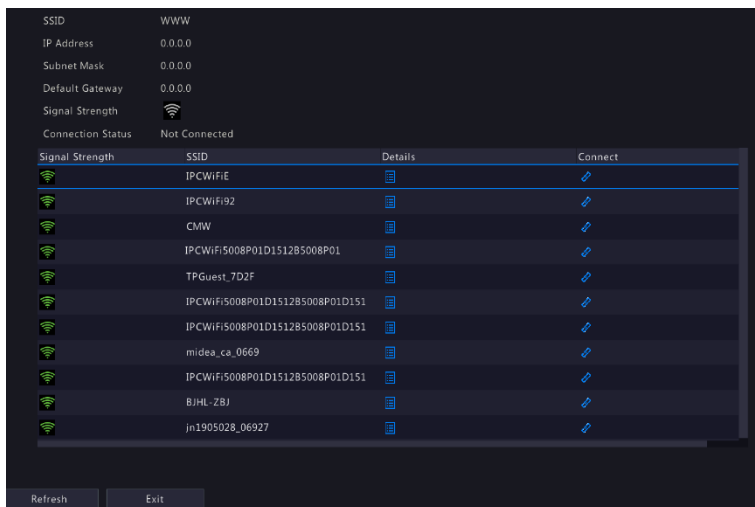 SSID WWW
IP Address 0.0.0.0
Subnet Mask 0.0.0.0
Default Gateway 0.0.0.0
Signal Strength
Connection Status Not Connected
Signal Strength SSID Details Connect
IPCWiFiE
IPCWiFi92
CMW
IPCWiFi5008P01D1512B5008P01
TPGuest_7D2F
IPCWiFi5008P01D1512B5008P01D151
IPCWiFi5008P01D1512B5008P01D151
midea_ca_0669
IPCWiFi5008P01D1512B5008P01D151
BJHL-ZBJ
jn1905028_06927
Refresh Exit